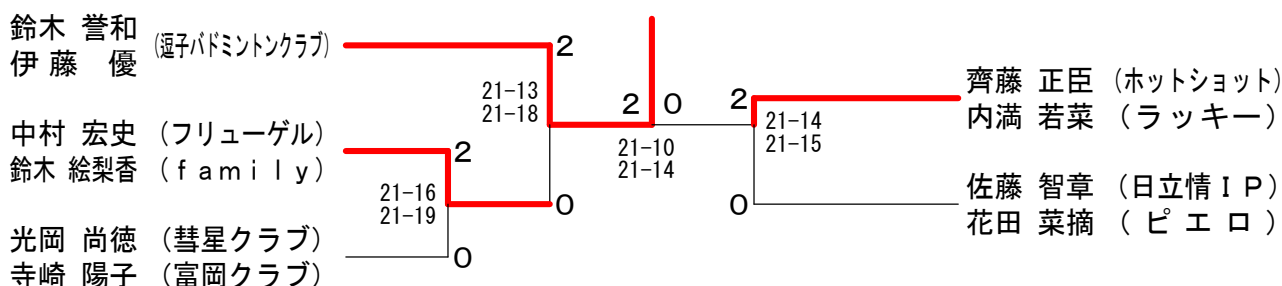 鈴木 誉和
伊藤 優
(逗子バドミントンクラブ)
2
21-13
21-18
中村 宏史 (フリューゲル)
鈴木 絵梨香 (family)
2
21-16
21-19
0
光岡 尚徳 (彗星クラブ)
寺崎 陽子 (富岡クラブ)
0
2 0
21-10
21-14
2
21-14
21-15
0
齊藤 正臣 (ホットショット)
内満 若菜 (ラッキー)
佐藤 智章 (日立情IP)
花田 菜摘 (ピエロ)